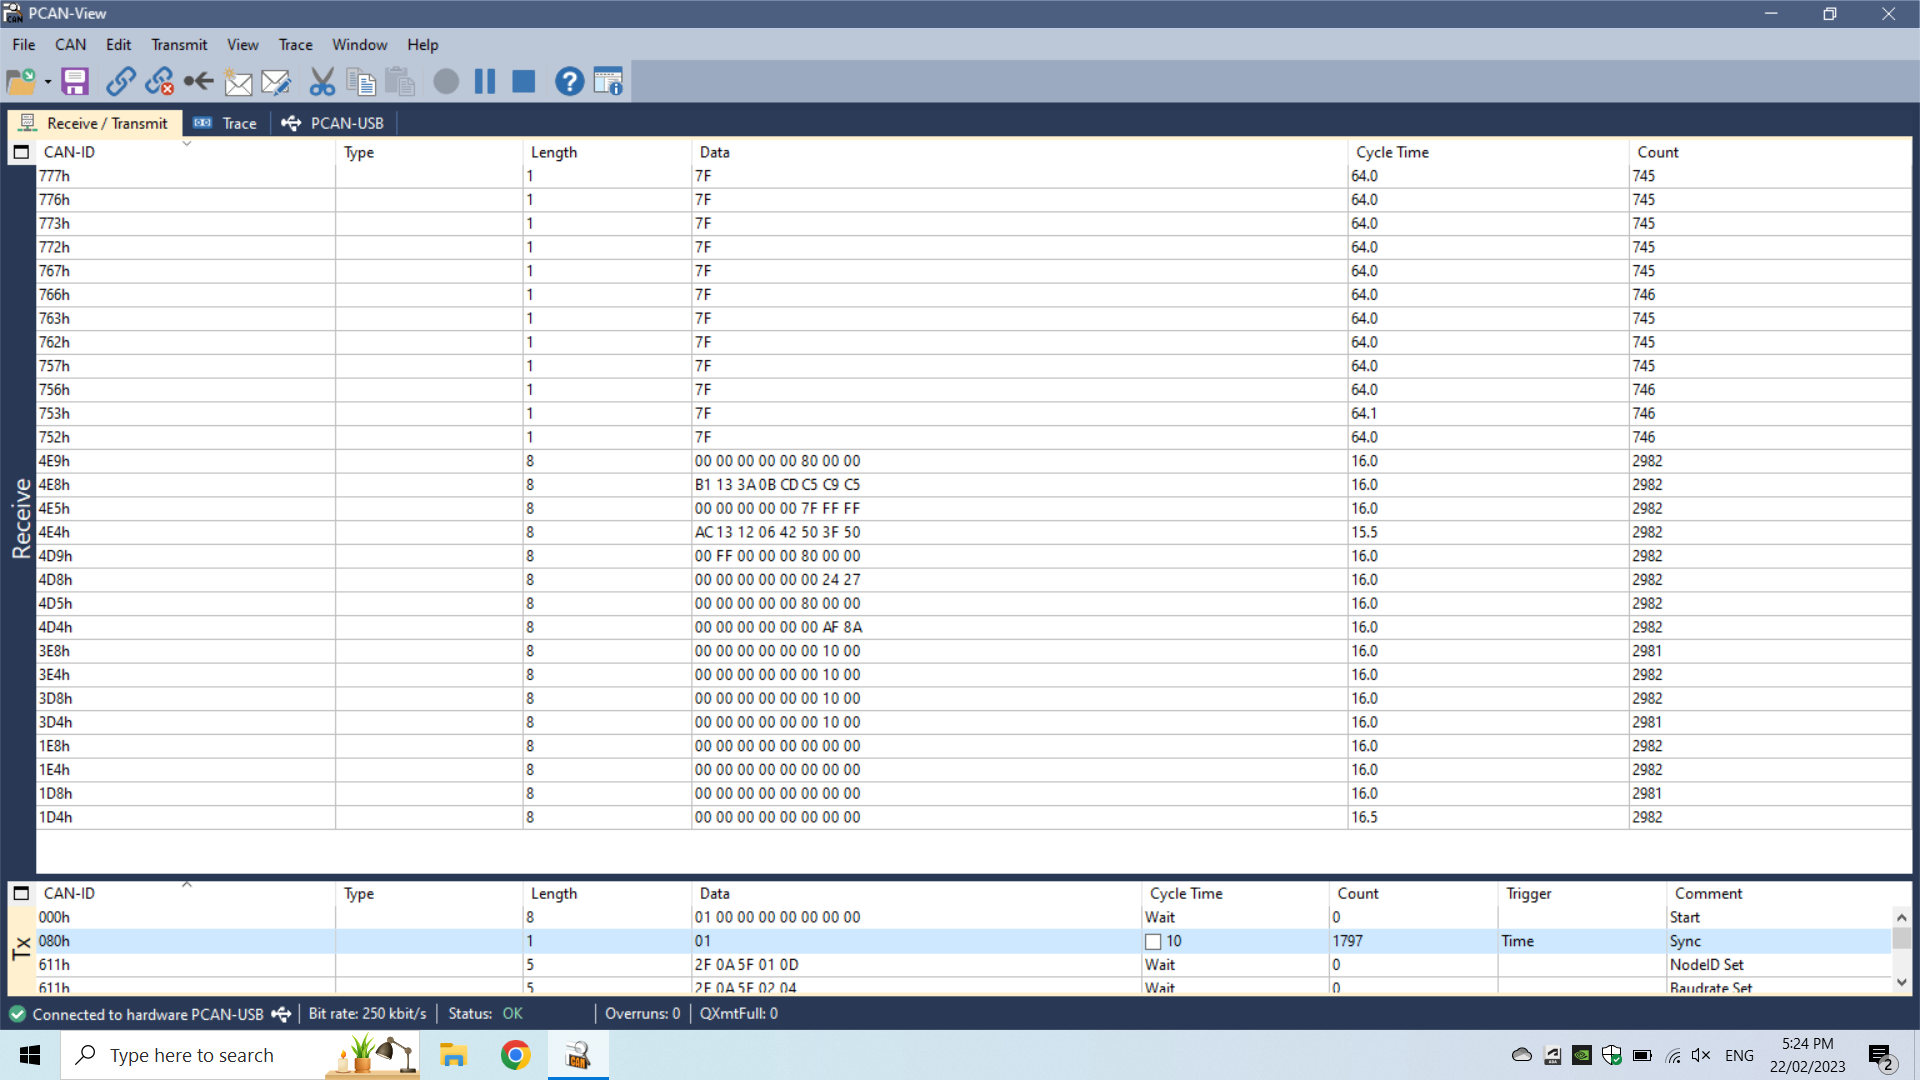 PCAN-View
File CAN Edit Transmit View Trace Window Help
Receive / Transmit Trace PCAN-USB
CAN-ID Type Length Data Cycle Time Count
777h 1 7F 64.0 745
776h 1 7F 64.0 745
773h 1 7F 64.0 745
772h 1 7F 64.0 745
767h 1 7F 64.0 745
766h 1 7F 64.0 746
763h 1 7F 64.0 745
762h 1 7F 64.0 745
757h 1 7F 64.0 745
756h 1 7F 64.0 746
753h 1 7F 64.1 746
752h 1 7F 64.0 746
4E9h 8 00 00 00 00 00 80 00 00 16.0 2982
4E8h 8 B1 13 3A 0B CD C5 C9 C5 16.0 2982
4E5h 8 00 00 00 00 00 7F FF FF 16.0 2982
4E4h 8 AC 13 12 06 42 50 3F 50 15.5 2982
4D9h 8 00 FF 00 00 00 80 00 00 16.0 2982
4D8h 8 00 00 00 00 00 00 24 27 16.0 2982
4D5h 8 00 00 00 00 00 80 00 00 16.0 2982
4D4h 8 00 00 00 00 00 00 AF 8A 16.0 2982
3E8h 8 00 00 00 00 00 00 10 00 16.0 2981
3E4h 8 00 00 00 00 00 00 10 00 16.0 2982
3D8h 8 00 00 00 00 00 00 10 00 16.0 2982
3D4h 8 00 00 00 00 00 00 10 00 16.0 2981
1E8h 8 00 00 00 00 00 00 00 00 16.0 2982
1E4h 8 00 00 00 00 00 00 00 00 16.0 2982
1D8h 8 00 00 00 00 00 00 00 00 16.0 2981
1D4h 8 00 00 00 00 00 00 00 00 16.5 2982
Receive
CAN-ID Type Length Data Cycle Time Count Trigger Comment
000h 8 01 00 00 00 00 00 00 00 Wait 0 Start
080h 1 01 10 1797 Time Sync
611h 5 2F 0A 5F 01 0D Wait 0 NodeID Set
611h 5 2F 0A 5F 02 04 Wait 0 Baudrate Set
Tx
Connected to hardware PCAN-USB Bit rate: 250 kbit/s Status: OK Overruns: 0 QXmtFull: 0
Type here to search
ENG
5:24 PM
22/02/2023
2